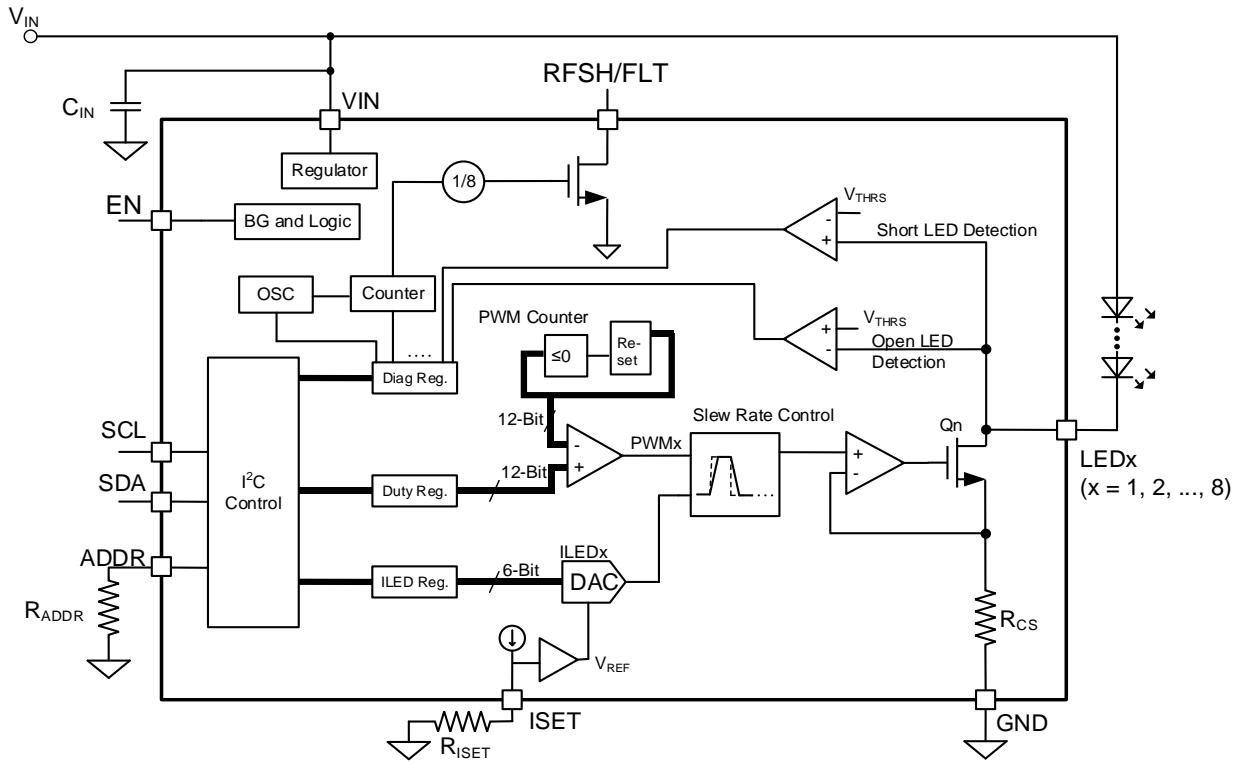 VIN
RFSH/FLT
CIN
VIN
Regulator
1/8
EN
BG and Logic
VTHRS
-
+
Short LED Detection
OSC
Counter
PWM Counter
≤0
Re-
set
+
-
VTHRS
Open LED
Detection
....
Diag Reg.
12-Bit
Slew Rate Control
Qn
SCL
-
+
PWMx
+
-
LEDx
(x = 1, 2, ..., 8)
SDA
I²C
Control
Duty Reg.
12-Bit
ADDR
ILED Reg.
6-Bit
ILEDx
DAC
RADDR
RCS
VREF
ISET
GND
RISET